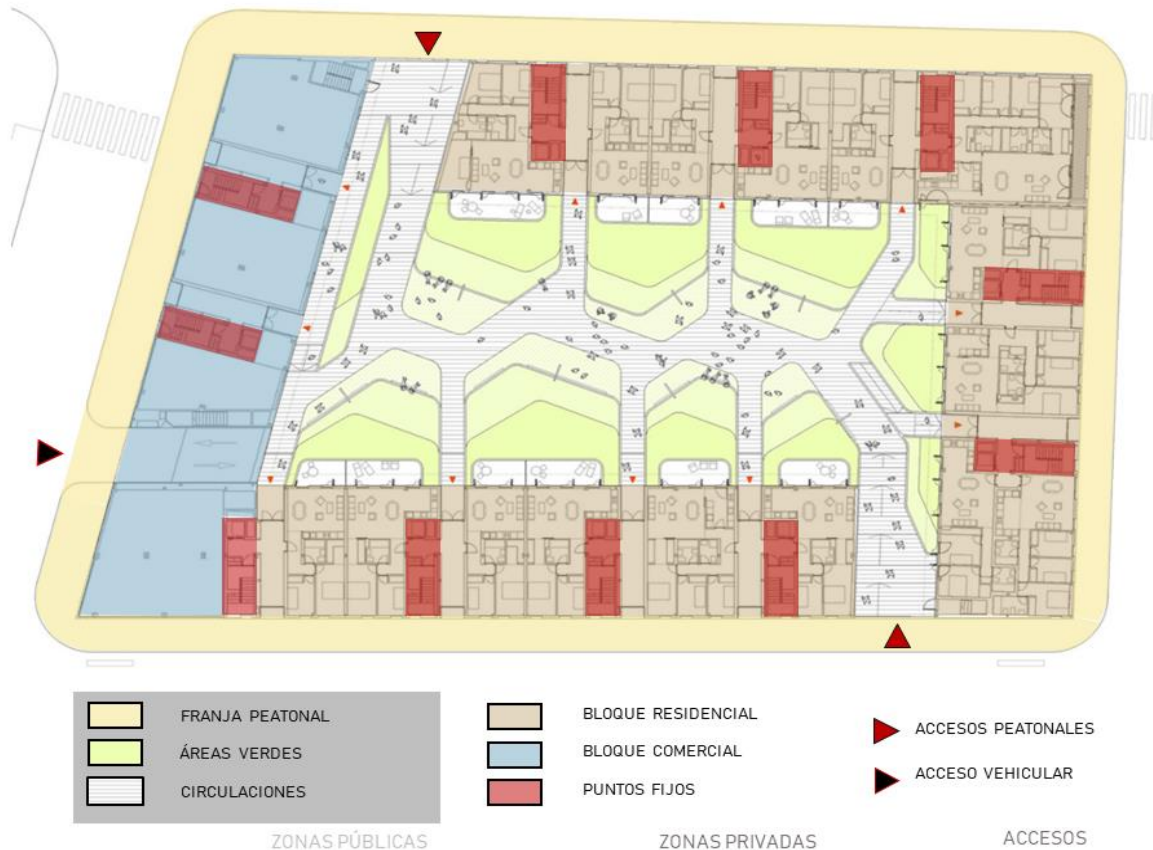 FRANJA PEATONAL
ÁREAS VERDES
CIRCULACIONES
ZONAS PÚBLICAS
BLOQUE RESIDENCIAL
BLOQUE COMERCIAL
PUNTOS FIJOS
ZONAS PRIVADAS
ACCESOS PEATONALES
ACCESO VEHICULAR
ACCESOS